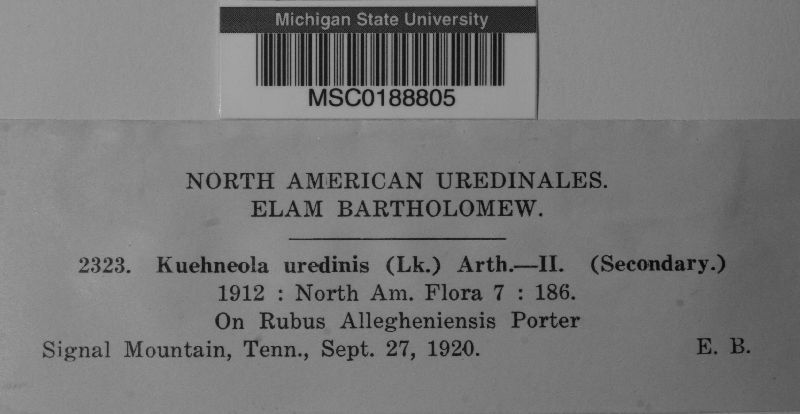 Michigan State University
MSC0188805
NORTH AMERICAN UREDINALES.
ELAM BARTHOLOMEW.
2323. Kuehneola uredinis (Lk.) Arth.—II. (Secondary.)
1912 : North Am. Flora 7 : 186.
On Rubus Allegheniensis Porter
Signal Mountain, Tenn., Sept. 27, 1920. E. B.